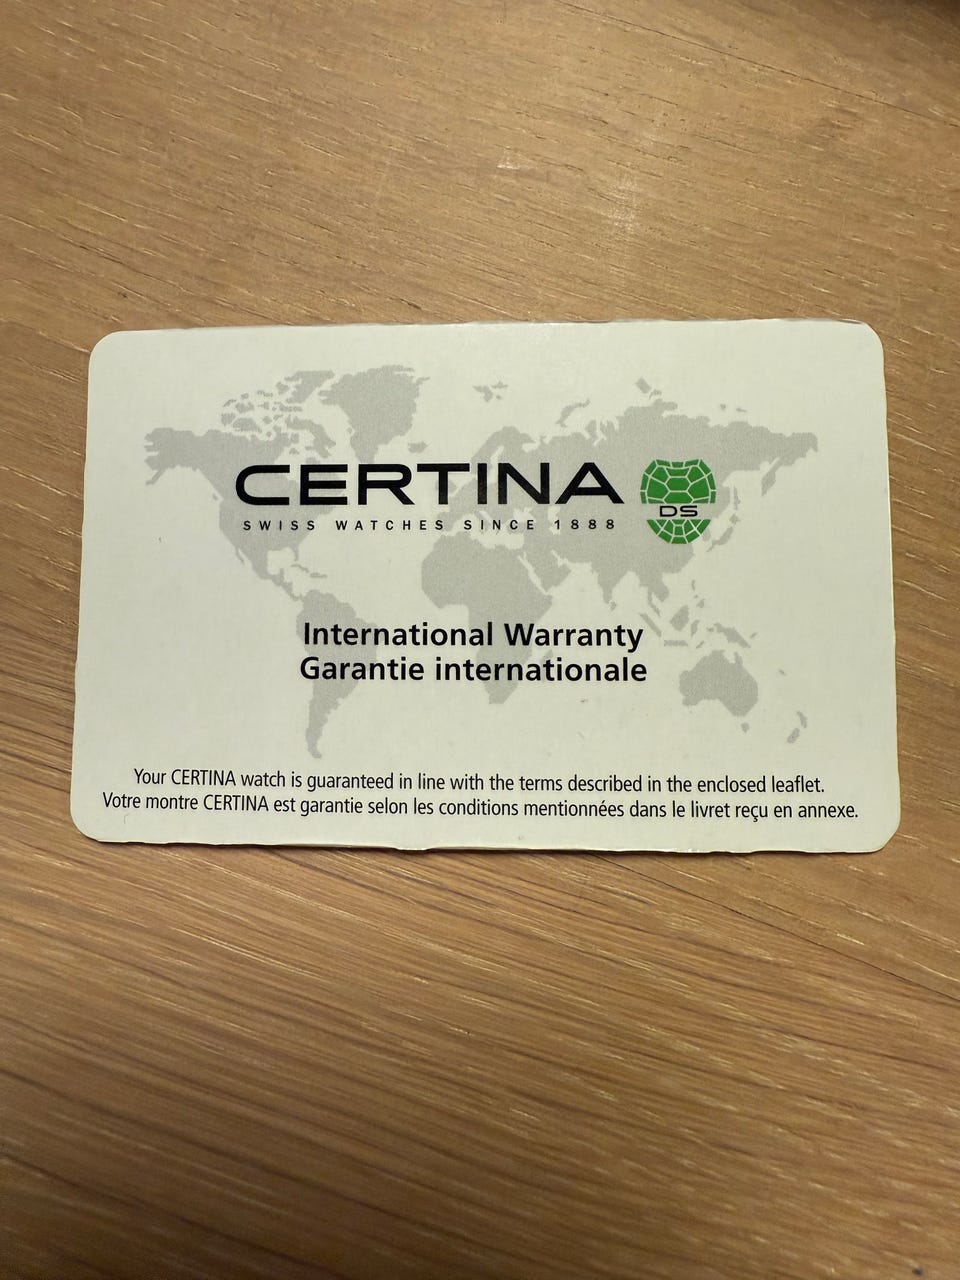 CERTINA
DS
SWISS WATCHES SINCE 1888
International Warranty
Garantie internationale
Your CERTINA watch is guaranteed in line with the terms described in the enclosed leaflet.
Votre montre CERTINA est garantie selon les conditions mentionnées dans le livret reçu en annexe.